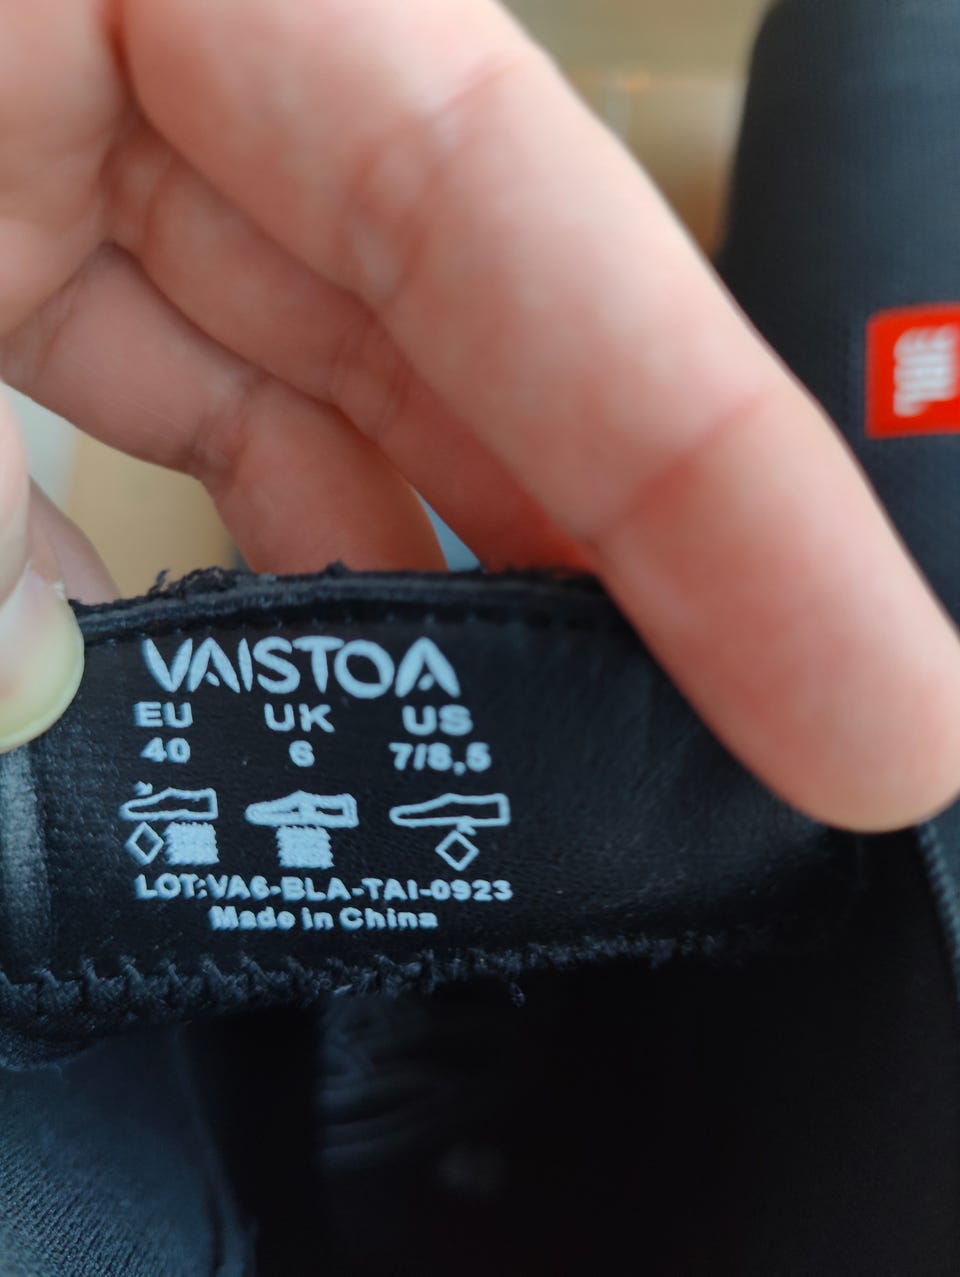 VAISTOA
EU UK US
40 6 7/8,5
LOT:VA6-BLA-TAI-0923
Made in China